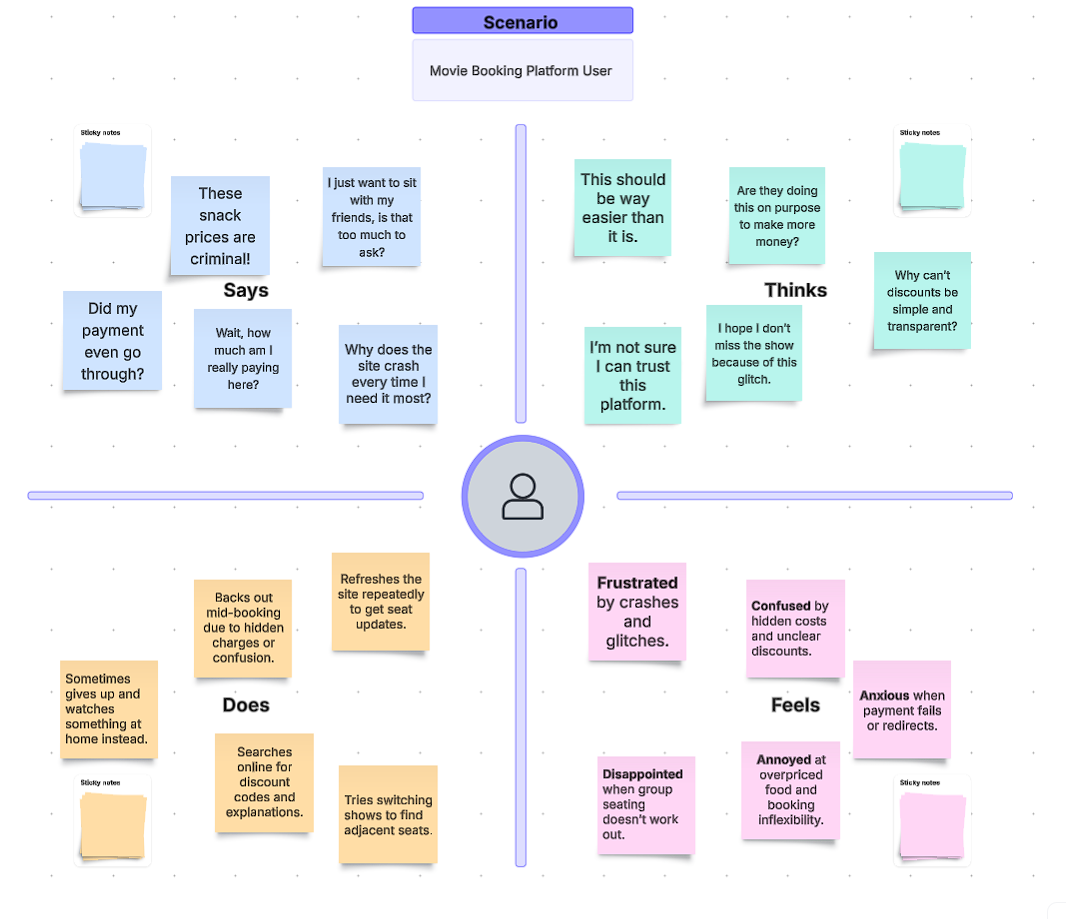 Scenario
Movie Booking Platform User
Sticky notes
These
snack
prices are
criminal!
I just want to sit
with my
friends, is that
too much to
ask?
Says
Did my
payment
even go
through?
Wait, how
much am I
really paying
here?
Why does the
site crash
every time I
need it most?
Sticky notes
This should
be way
easier than
it is.
Are they doing
this on purpose
to make more
money?
Thinks
Why can't
discounts be
simple and
transparent?
I'm not sure
I can trust
this
platform.
I hope I don't
miss the show
because of this
glitch.
Refreshes the
site repeatedly
to get seat
updates.
Backs out
mid-booking
due to hidden
charges or
confusion.
Sometimes
gives up and
watches
something at
home instead.
Does
Searches
online for
discount
codes and
explanations.
Tries switching
shows to find
adjacent seats.
Sticky notes
Frustrated
by crashes
and
glitches.
Confused by
hidden costs
and unclear
discounts.
Anxious when
payment fails
or redirects.
Feels
Disappointed
when group
seating
doesn't work
out.
Annoyed at
overpriced
food and
booking
inflexibility.
Sticky notes